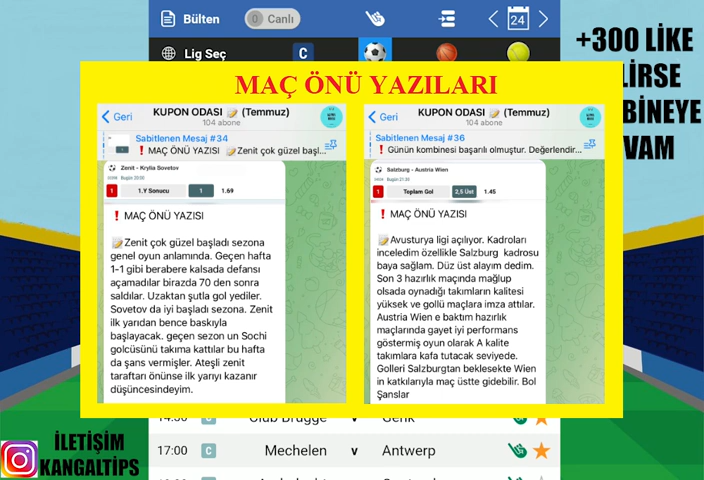 Bülten
0 Canlı
24
Lig Seç
C
+300 LİKE
LİRSE
BİNEYE
VAM
MAÇ ÖNÜ YAZILARI
Geri
KUPON ODASI 📝 (Temmuz)
104 abone
Sabitlenen Mesaj #34
❗ MAÇ ÖNÜ YAZISI 📝Zenit çok güzel başl...
Zenit - Krylia Sovetov
Bugün 20:00
1
1.Y Sonucu
1
1.69
❗ MAÇ ÖNÜ YAZISI
📝Zenit çok güzel başladı sezona
genel oyun anlamında. Geçen hafta
1-1 gibi berabere kalsada defansı
açamadılar birazda 70 den sonra
saldılar. Uzaktan şutla gol yediler.
Sovetov da iyi başladı sezona. Zenit
ilk yarıdan bence baskıyla
başlayacak. geçen sezon un Sochi
golcüsünü takıma kattılar bu hafta
da şans vermişler. Ateşli zenit
taraftarı önünse ilk yarıyı kazanır
düşüncesindeyim.
Geri
KUPON ODASI 📝 (Temmuz)
104 abone
Sabitlenen Mesaj #36
❗ Günün kombinesi başarılı olmuştur. Değerlendir...
Salzburg - Austria Wien
1
Toplam Gol
2,5 Üst
1.45
❗ MAÇ ÖNÜ YAZISI
📝Avusturya ligi açılıyor. Kadroları
inceledim özellikle Salzburg kadrosu
baya sağlam. Düz üst alayım dedim.
Son 3 hazırlık maçında mağlup
olsada oynadığı takımların kalitesi
yüksek ve gollü maçlara imza attılar.
Austria Wien e baktım hazırlık
maçlarında gayet iyi performans
göstermiş oyun olarak A kalite
takımlara kafa tutacak seviyede.
Golleri Salzburgtan beklesekte Wien
in katkılarıyla maç üstte gidebilir. Bol
Şanslar
14:30 C Club Brugge v Genk
17:00 C Mechelen v Antwerp
İLETİŞİM
KANGALTIPS